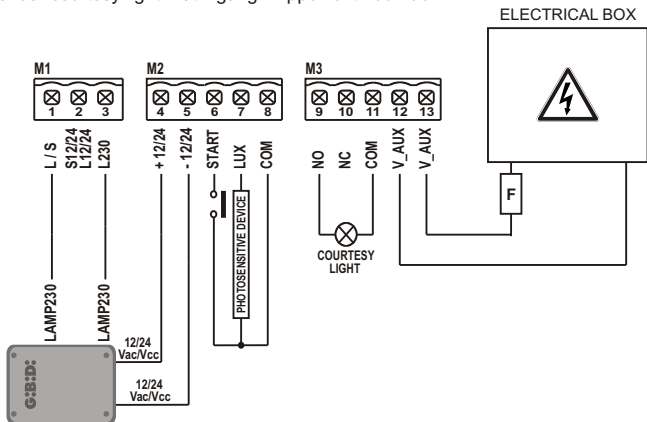 ELECTRICAL BOX
M1
M2
M3
1 2 3
4 5 6 7 8
9 10 11 12 13
L / S
S12/24
L12/24
L230
+ 12/24
- 12/24
START
LUX
COM
NO
NC
COM
V_AUX
V_AUX
F
PHOTOSENSITIVE DEVICE
COURTESY
LIGHT
LAMP230
LAMP230
12/24
Vac/Vcc
12/24
Vac/Vcc
GiBiDi